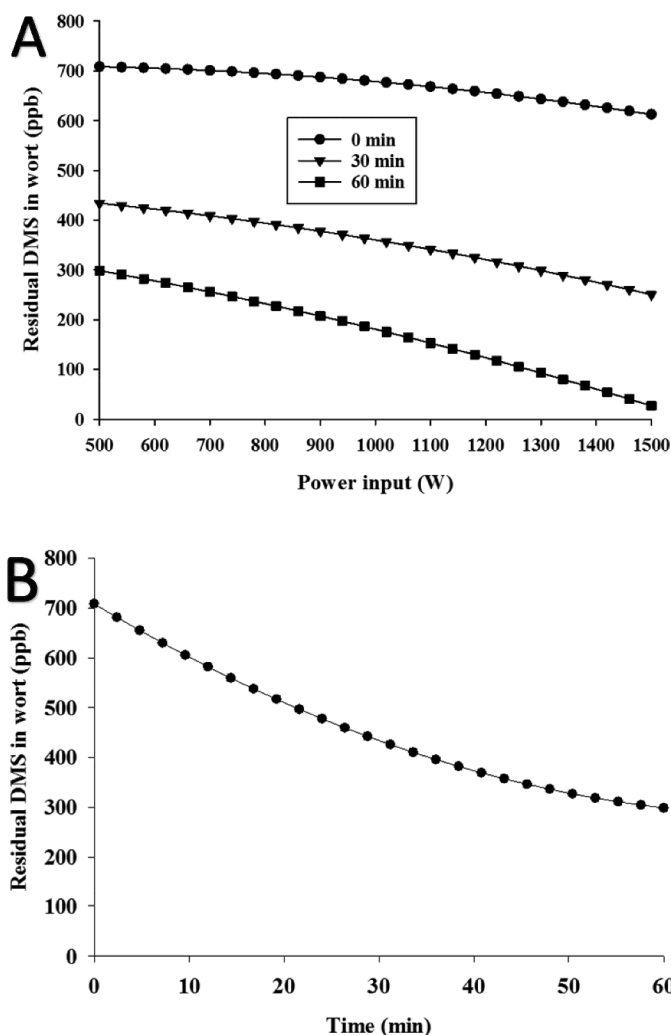 A
Residual DMS in wort (ppb)
800
700
600
500
400
300
200
100
0
0 min
30 min
60 min
500 600 700 800 900 1000 1100 1200 1300 1400 1500
Power input (W)
B
Residual DMS in wort (ppb)
800
700
600
500
400
300
200
100
0
0 10 20 30 40 50 60
Time (min)